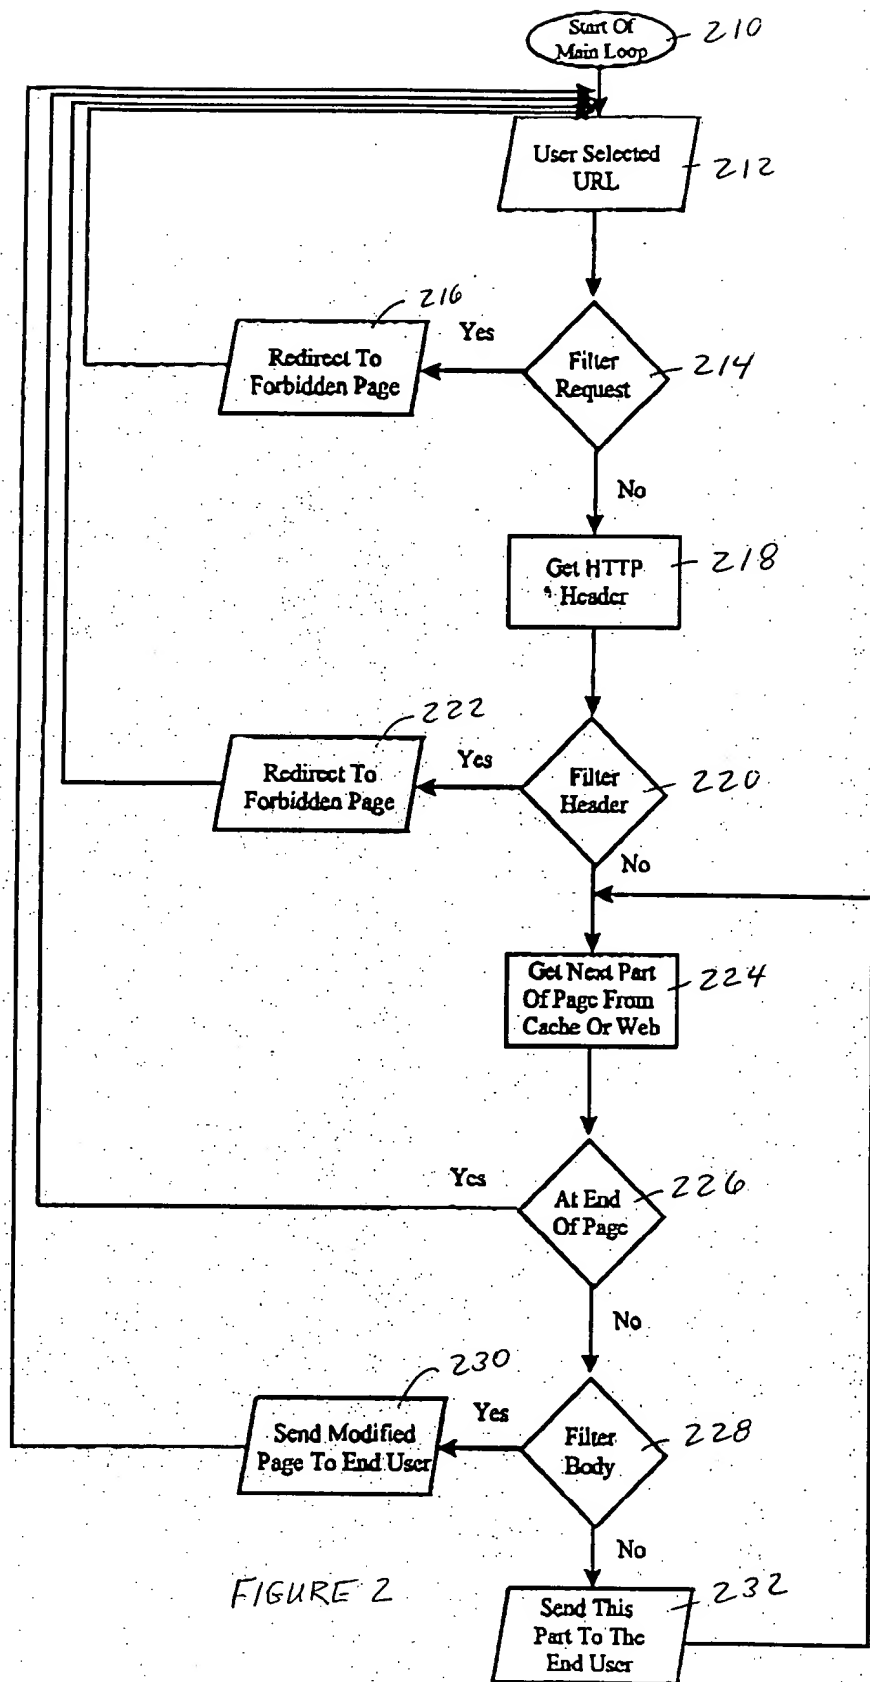 Start Of
Main Loop
210
User Selected
URL
212
216
Redirect To
Forbidden Page
Yes
Filter
Request
214
No
Get HTTP
Header
218
222
Redirect To
Forbidden Page
Yes
Filter
Header
220
No
Get Next Part
Of Page From
Cache Or Web
224
Yes
At End
Of Page
226
No
230
Send Modified
Page To End User
Yes
Filter
Body
228
No
FIGURE 2
Send This
Part To The
End User
232